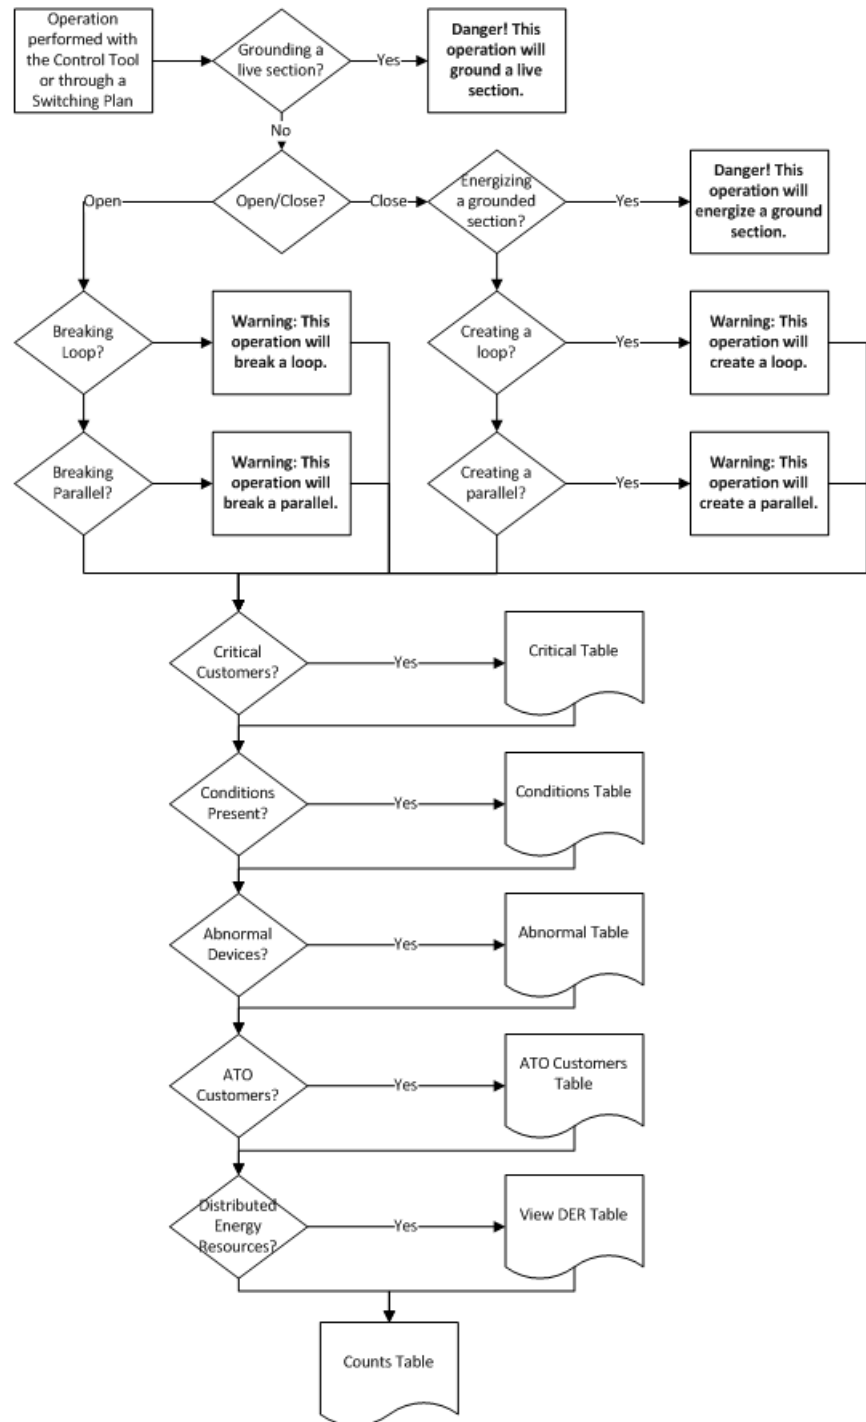 Operation
performed with
the Control Tool
or through a
Switching Plan
Grounding a
live section?
Yes
Danger! This
operation will
ground a live
section.
No
Open/Close?
Open
Close
Energizing
a grounded
section?
Yes
Danger! This
operation will
energize a ground
section.
Breaking
Loop?
Warning: This
operation will
break a loop.
Creating a
loop?
Yes
Warning: This
operation will
create a loop.
Breaking
Parallel?
Warning: This
operation will
break a parallel.
Creating a
parallel?
Yes
Warning: This
operation will
create a parallel.
Critical
Customers?
Yes
Critical Table
Conditions
Present?
Yes
Conditions Table
Abnormal
Devices?
Yes
Abnormal Table
ATO
Customers?
Yes
ATO Customers
Table
Distributed
Energy
Resources?
Yes
View DER Table
Counts Table